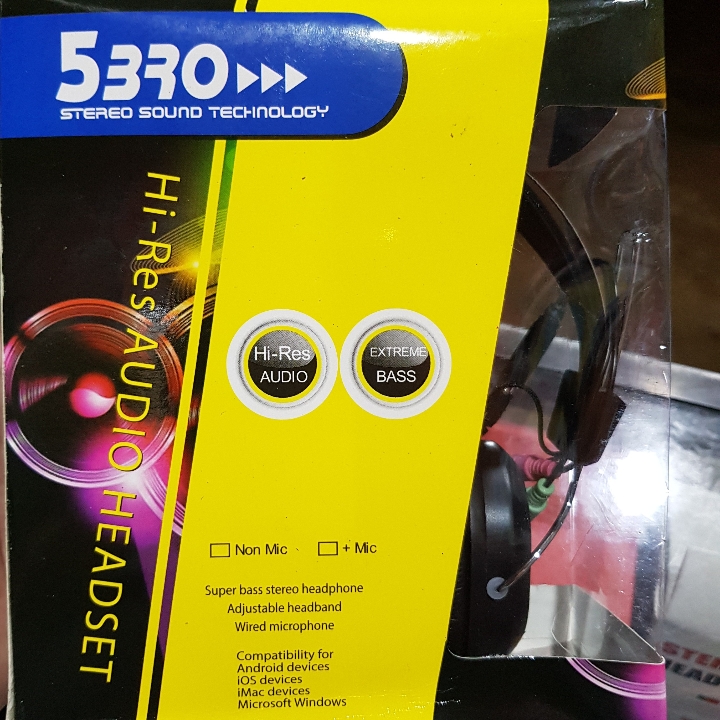 5BRO
STEREO SOUND TECHNOLOGY
Hi-Res AUDIO HEADSET
Hi-Res
AUDIO
EXTREME
BASS
Non Mic
+ Mic
Super bass stereo headphone
Adjustable headband
Wired microphone
Compatibility for
Android devices
iOS devices
iMac devices
Microsoft Windows